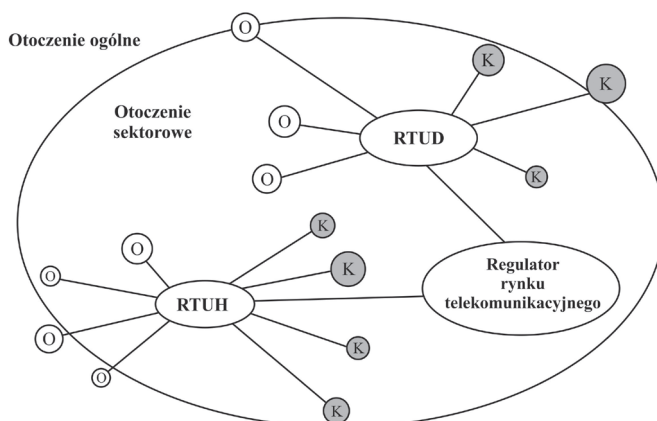 Otoczenie ogólne
O
K
K
Otoczenie
sektorowe
O
RTUD
O
K
K
O
K
Regulator
rynku
telekomunikacyjnego
O
RTUH
O
K
O
K